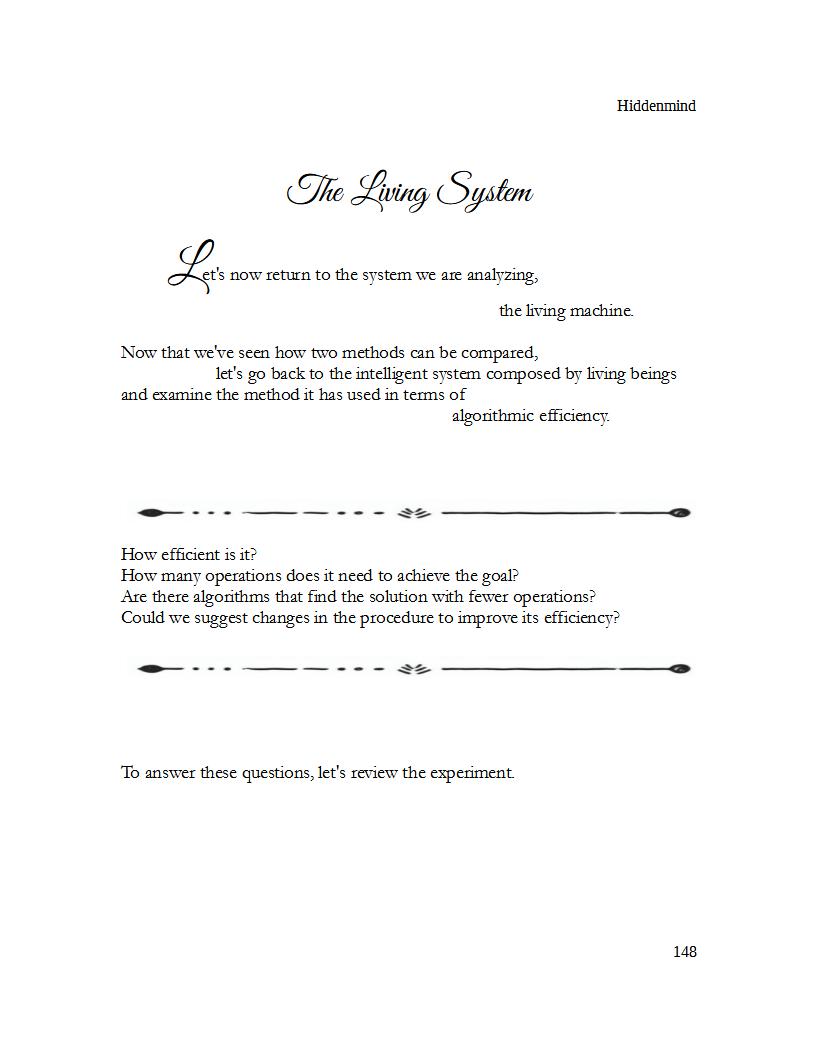 Hiddenmind
The Living System
Let's now return to the system we are analyzing,
the living machine.
Now that we've seen how two methods can be compared,
let's go back to the intelligent system composed by living beings
and examine the method it has used in terms of
algorithmic efficiency.
How efficient is it?
How many operations does it need to achieve the goal?
Are there algorithms that find the solution with fewer operations?
Could we suggest changes in the procedure to improve its efficiency?
To answer these questions, let's review the experiment.
148